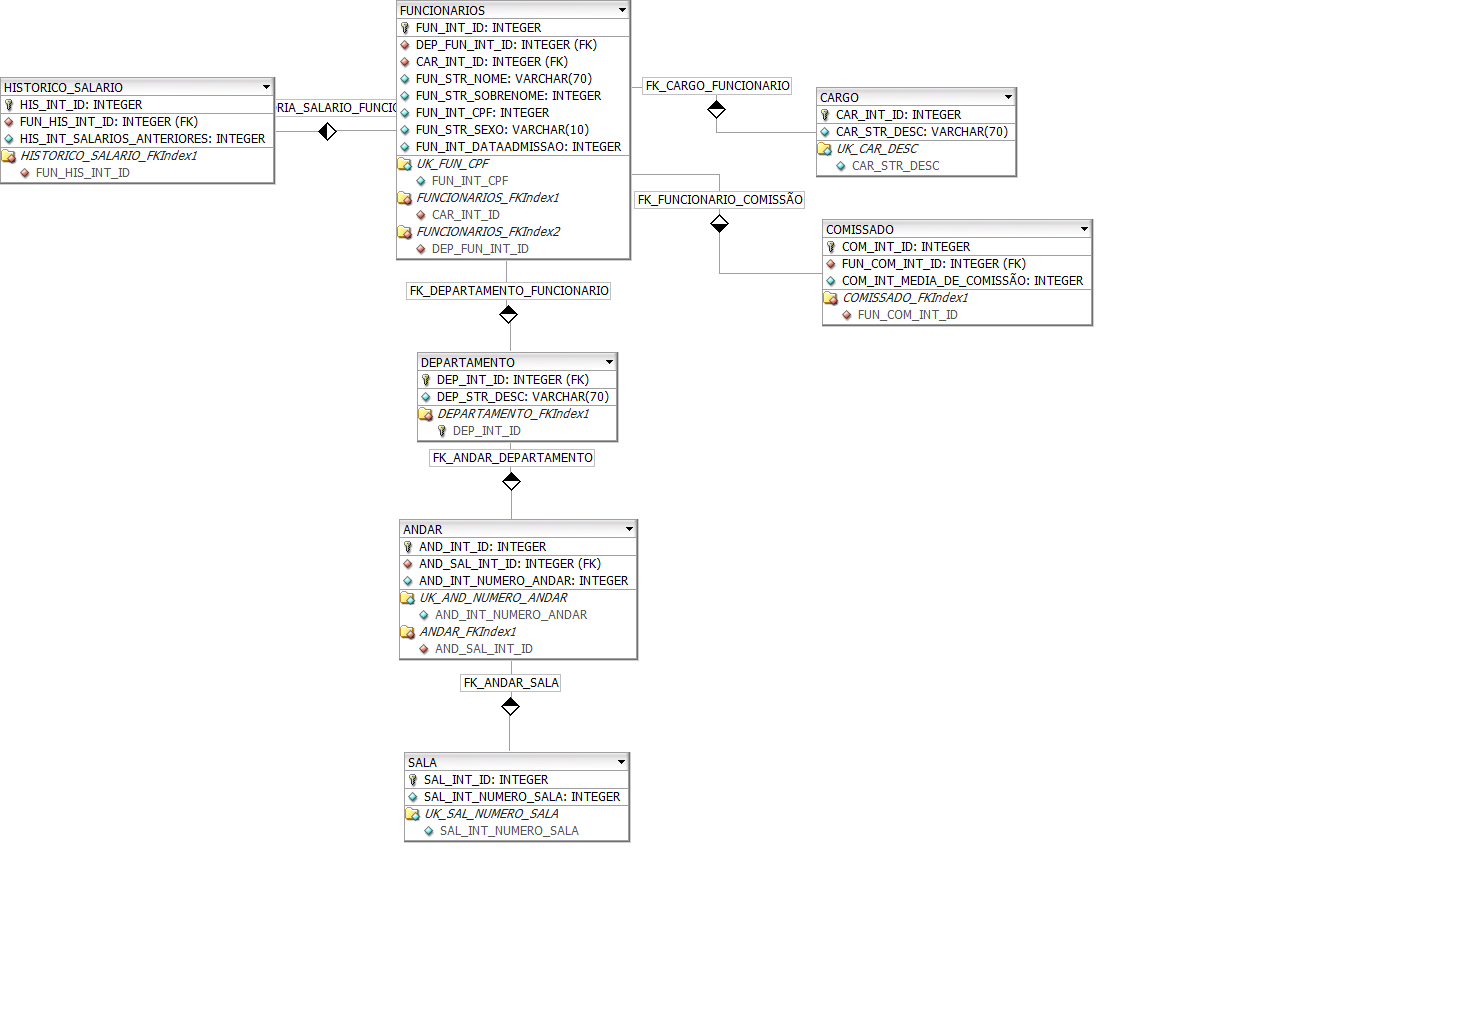 FUNCIONARIOS
FUN_INT_ID: INTEGER
DEP_FUN_INT_ID: INTEGER (FK)
CAR_INT_ID: INTEGER (FK)
FUN_STR_NOME: VARCHAR(70)
FUN_STR_SOBRENOME: INTEGER
FUN_INT_CPF: INTEGER
FUN_STR_SEXO: VARCHAR(10)
FUN_INT_DATAADMISSAO: INTEGER
UK_FUN_CPF
FUN_INT_CPF
FUNCIONARIOS_FKIndex1
CAR_INT_ID
FUNCIONARIOS_FKIndex2
DEP_FUN_INT_ID
HISTORICO_SALARIO
HIS_INT_ID: INTEGER
FUN_HIS_INT_ID: INTEGER (FK)
HIS_INT_SALARIOS_ANTERIORES: INTEGER
HISTORICO_SALARIO_FKIndex1
FUN_HIS_INT_ID
RIA_SALARIO_FUNCIO
FK_CARGO_FUNCIONARIO
CARGO
CAR_INT_ID: INTEGER
CAR_STR_DESC: VARCHAR(70)
UK_CAR_DESC
CAR_STR_DESC
FK_FUNCIONARIO_COMISSÃO
COMISSADO
COM_INT_ID: INTEGER
FUN_COM_INT_ID: INTEGER (FK)
COM_INT_MEDIA_DE_COMISSÃO: INTEGER
COMISSADO_FKIndex1
FUN_COM_INT_ID
FK_DEPARTAMENTO_FUNCIONARIO
DEPARTAMENTO
DEP_INT_ID: INTEGER (FK)
DEP_STR_DESC: VARCHAR(70)
DEPARTAMENTO_FKIndex1
DEP_INT_ID
FK_ANDAR_DEPARTAMENTO
ANDAR
AND_INT_ID: INTEGER
AND_SAL_INT_ID: INTEGER (FK)
AND_INT_NUMERO_ANDAR: INTEGER
UK_AND_NUMERO_ANDAR
AND_INT_NUMERO_ANDAR
ANDAR_FKIndex1
AND_SAL_INT_ID
FK_ANDAR_SALA
SALA
SAL_INT_ID: INTEGER
SAL_INT_NUMERO_SALA: INTEGER
UK_SAL_NUMERO_SALA
SAL_INT_NUMERO_SALA